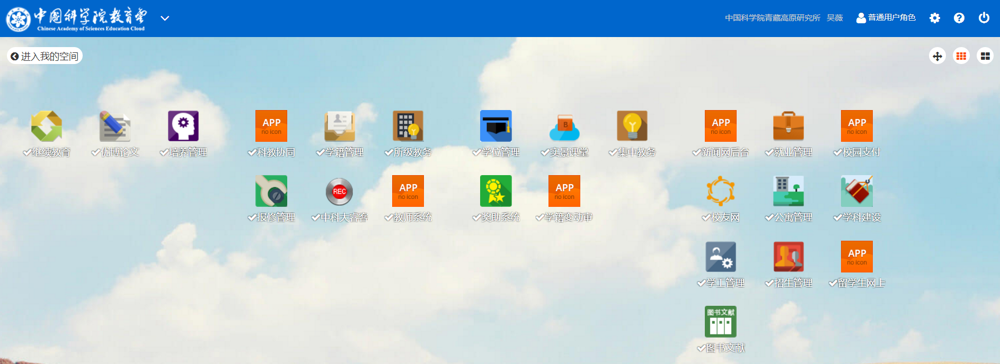 中国科学院教育云
Chinese Academy of Sciences Education Cloud
中国科学院青藏高原研究所 吴薇 普通用户角色
进入我的空间
APP
no icon
B
APP
no icon
APP
no icon
继续教育 优博论文 培养管理 科教协同 学籍管理 所级教务 学位管理 实景课堂 集中教务 新闻网后台 就业管理 校园支付
REC
APP
no icon
APP
no icon
报修管理 中科大睿客 教师系统 奖助系统 学籍变动审 校友网 公寓管理 学科建设
APP
no icon
学工管理 招生管理 留学生网上
图书文献
图书文献